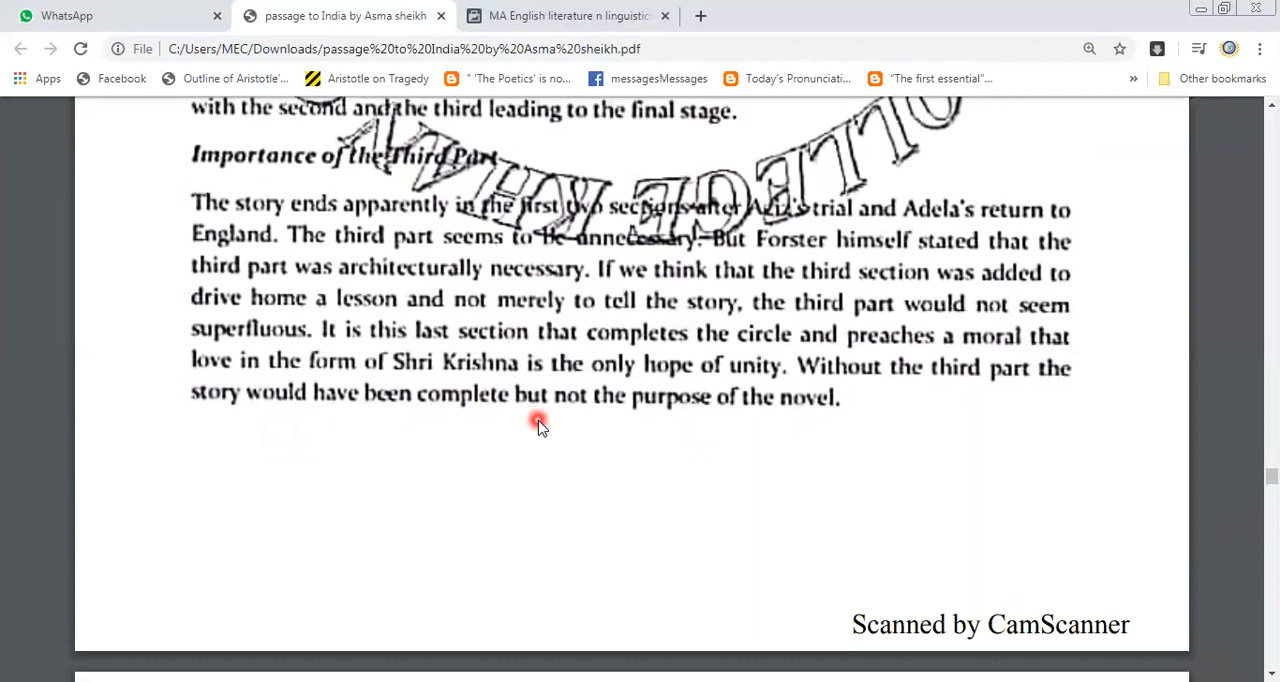 WhatsApp
passage to India by Asma sheikh
MA English literature n linguistic
File
C:/Users/MEC/Downloads/passage%20to%20India%20by%20Asma%20sheikh.pdf
Apps
Facebook
Outline of Aristotle'...
Aristotle on Tragedy
" 'The Poetics' is no...
messagesMessages
Today's Pronunciati...
"The first essential"...
»
Other bookmarks
with the second and the third leading to the final stage.
Importance of the Third Part
The story ends apparently in the first two sections after Aziz's trial and Adela's return to
England. The third part seems to be unnecessary. But Forster himself stated that the
third part was architecturally necessary. If we think that the third section was added to
drive home a lesson and not merely to tell the story, the third part would not seem
superfluous. It is this last section that completes the circle and preaches a moral that
love in the form of Shri Krishna is the only hope of unity. Without the third part the
story would have been complete but not the purpose of the novel.
Scanned by CamScanner